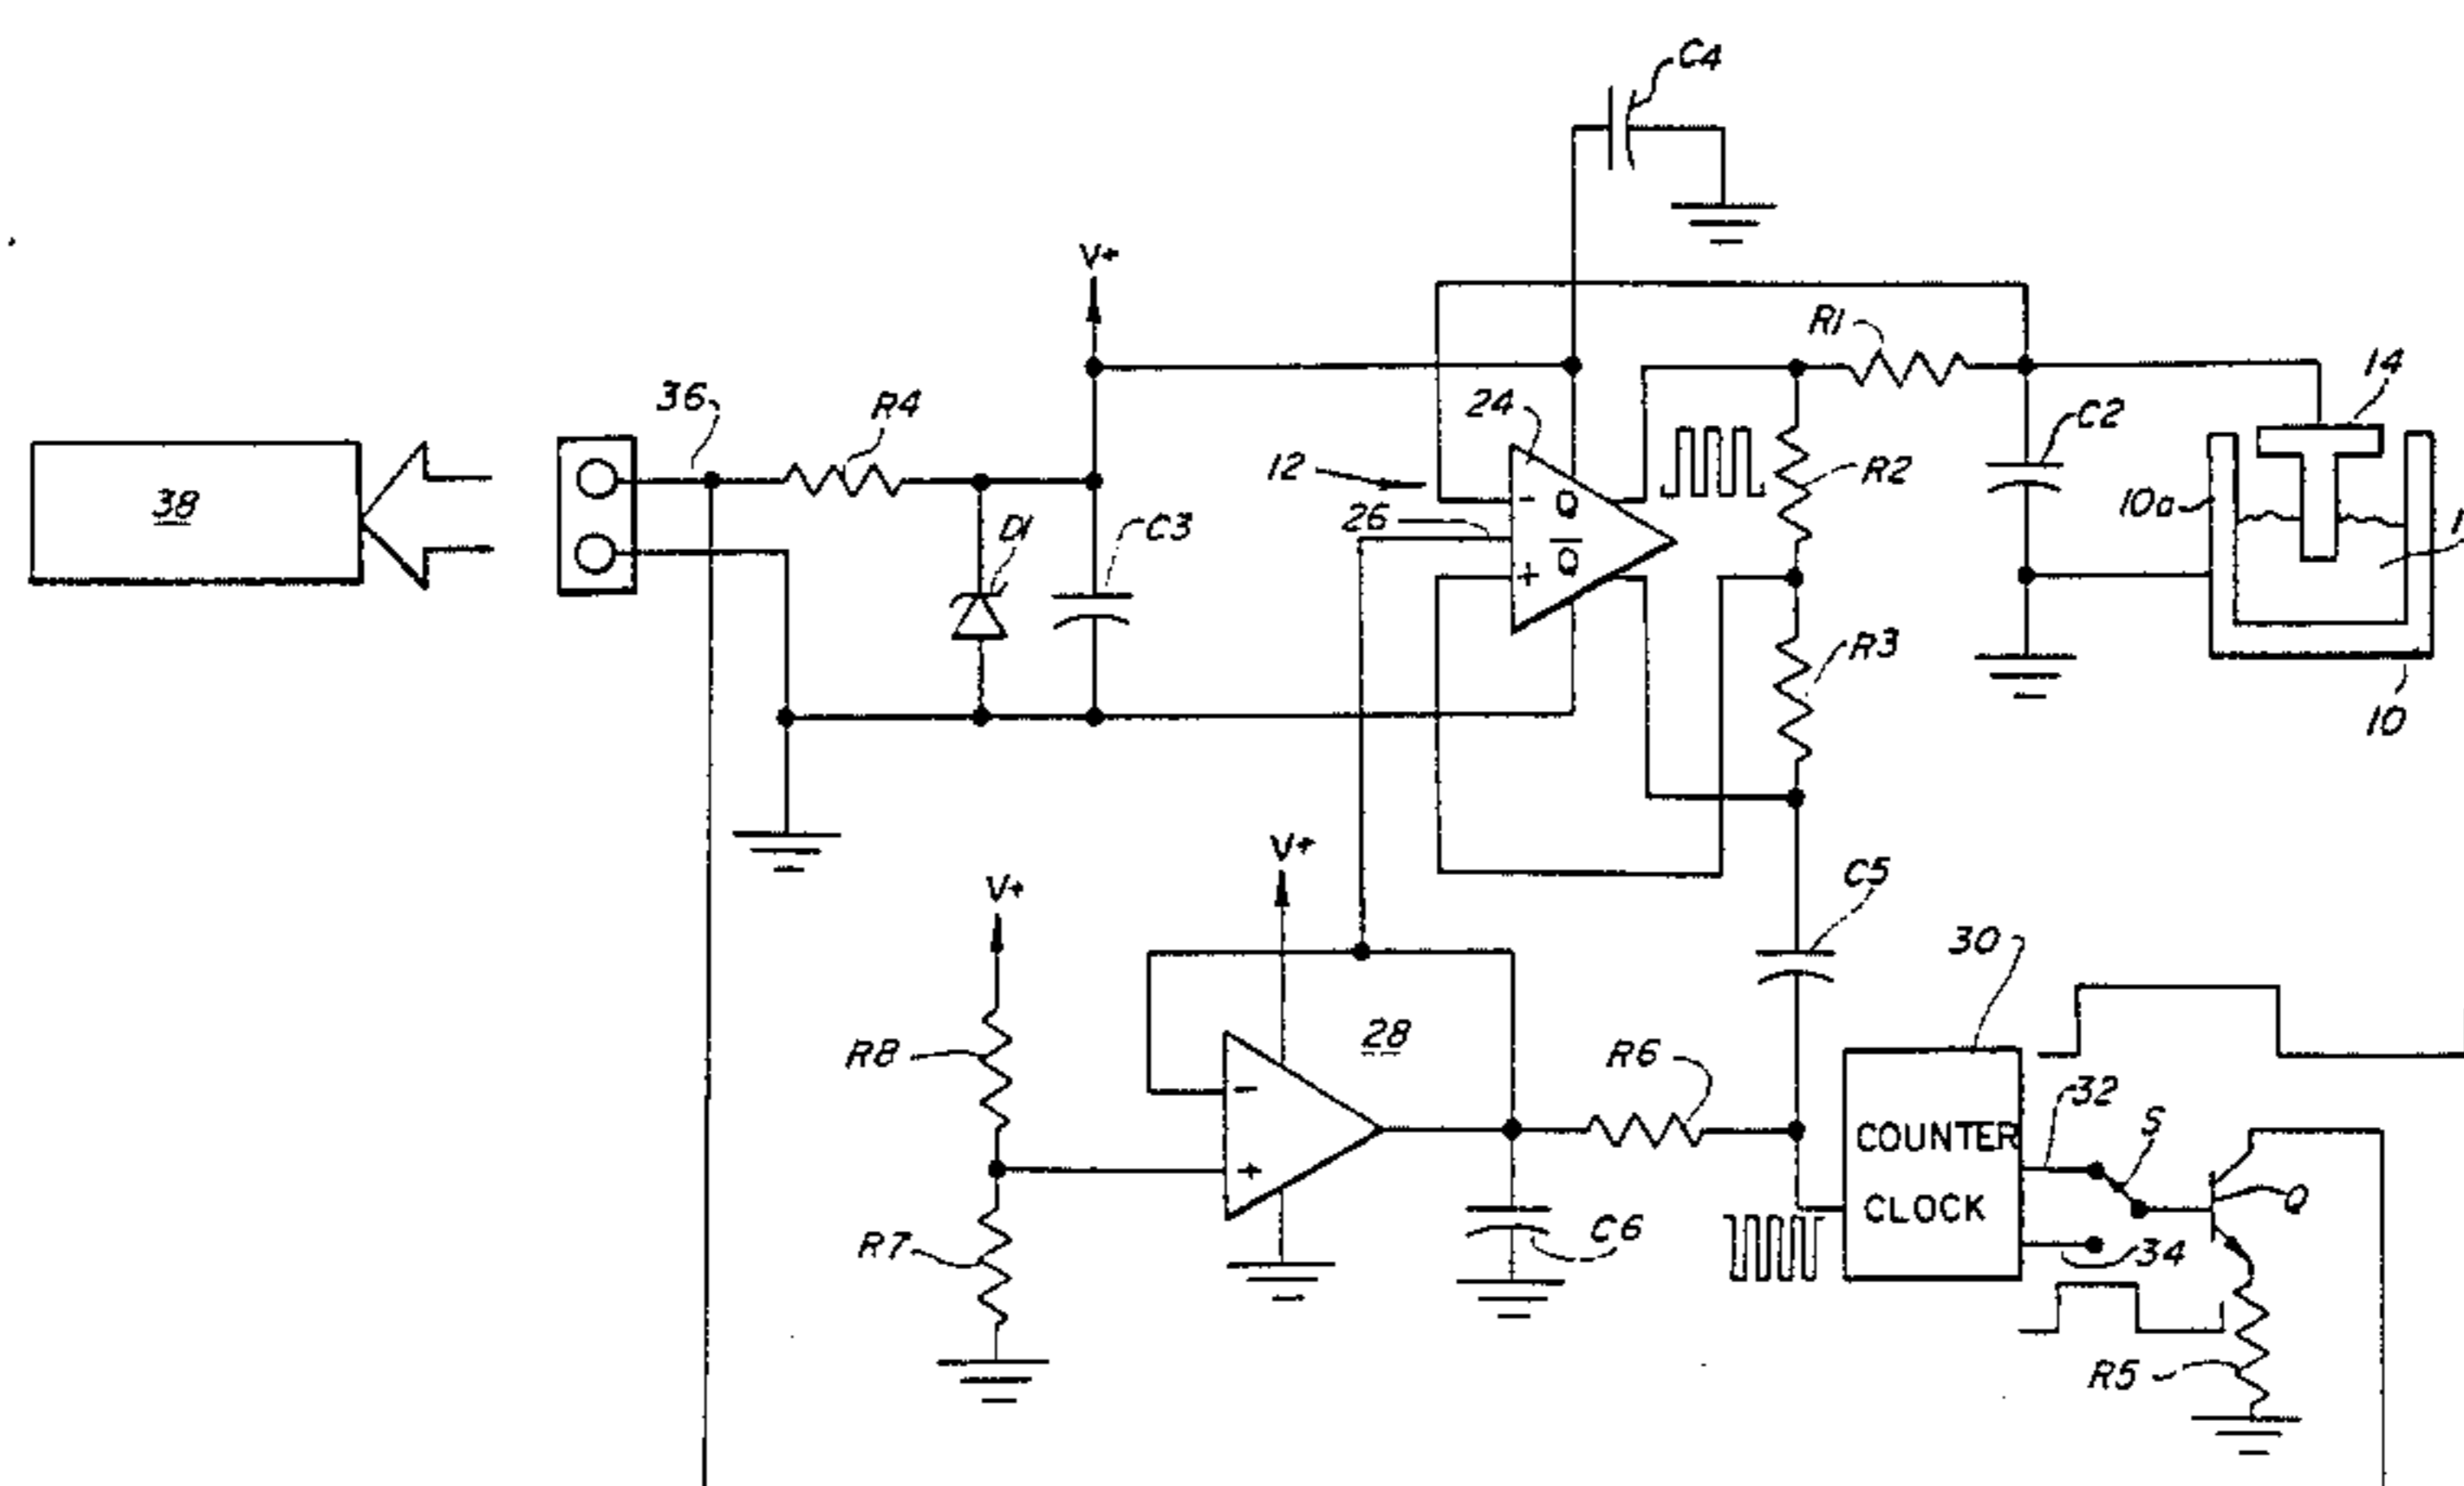 C4
V+
R1
14
36
R4
24
C2
12
R2
38
- Q
10a
26
D1
C3
+ Q̅
R3
10
V+
V+
C5
30
28
R8
R6
32
-
COUNTER
S
+
CLOCK
Q
R7
C6
34
R5